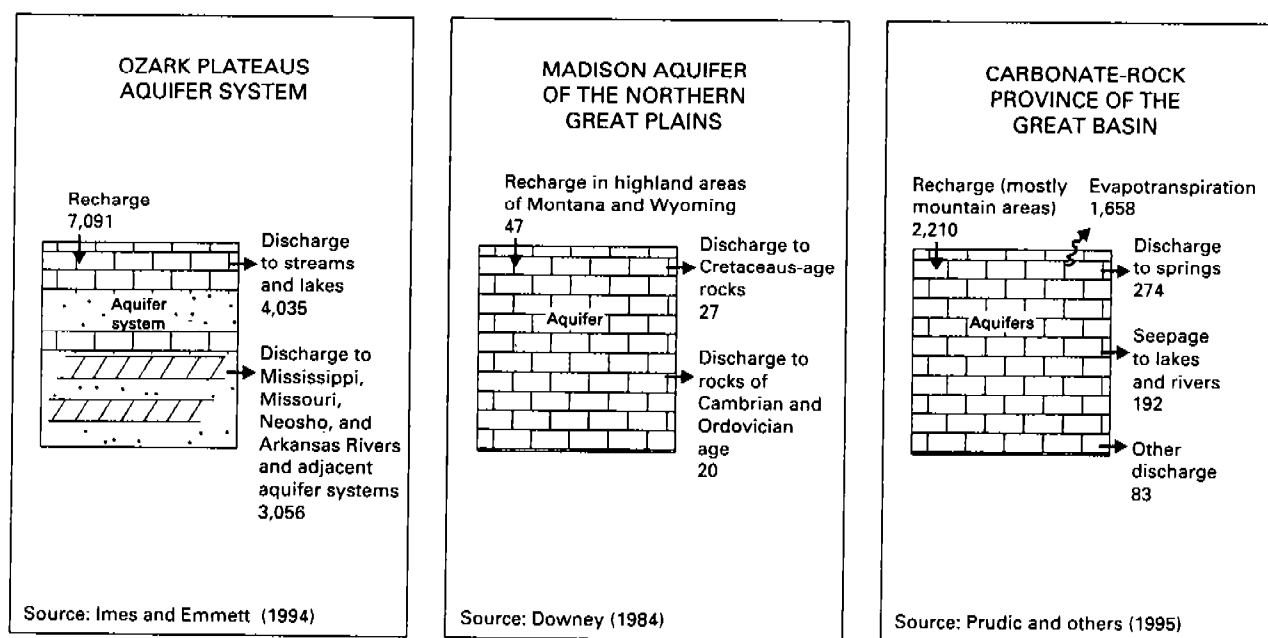 OZARK PLATEAUS
AQUIFER SYSTEM
Recharge
7,091
Discharge
to streams
and lakes
4,035
Aquifer
system
Discharge to
Mississippi,
Missouri,
Neosho, and
Arkansas Rivers
and adjacent
aquifer systems
3,056
Source: Imes and Emmett (1994)
MADISON AQUIFER
OF THE NORTHERN
GREAT PLAINS
Recharge in highland areas
of Montana and Wyoming
47
Discharge to
Cretaceaus-age
rocks
27
Aquifer
Discharge to
rocks of
Cambrian and
Ordovician
age
20
Source: Downey (1984)
CARBONATE-ROCK
PROVINCE OF THE
GREAT BASIN
Recharge (mostly
mountain areas)
2,210
Evapotranspiration
1,658
Discharge
to springs
274
Aquifers
Seepage
to lakes
and rivers
192
Other
discharge
83
Source: Prudic and others (1995)